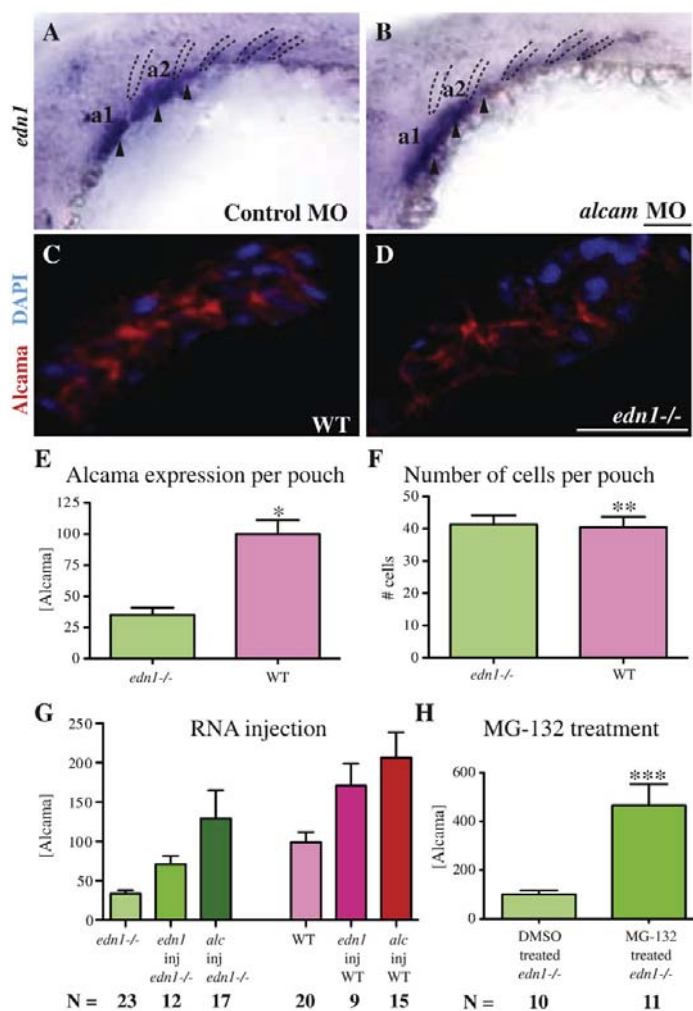 A
B
edn1
a1
a2
a1
a2
Control MO
alcam MO
C
D
Alcama DAPI
WT
edn1-/-
E
Alcama expression per pouch
125
100
75
50
25
0
[Alcama]
*
edn1-/-
WT
F
Number of cells per pouch
50
40
30
20
10
0
# cells
**
edn1-/-
WT
G
RNA injection
250
200
150
100
50
0
[Alcama]
edn1-/-
edn1 inj edn1-/-
alc inj edn1-/-
WT
edn1 inj WT
alc inj WT
N = 23 12 17 20 9 15
H
MG-132 treatment
600
400
200
0
[Alcama]
***
DMSO treated edn1-/-
MG-132 treated edn1-/-
N = 10 11